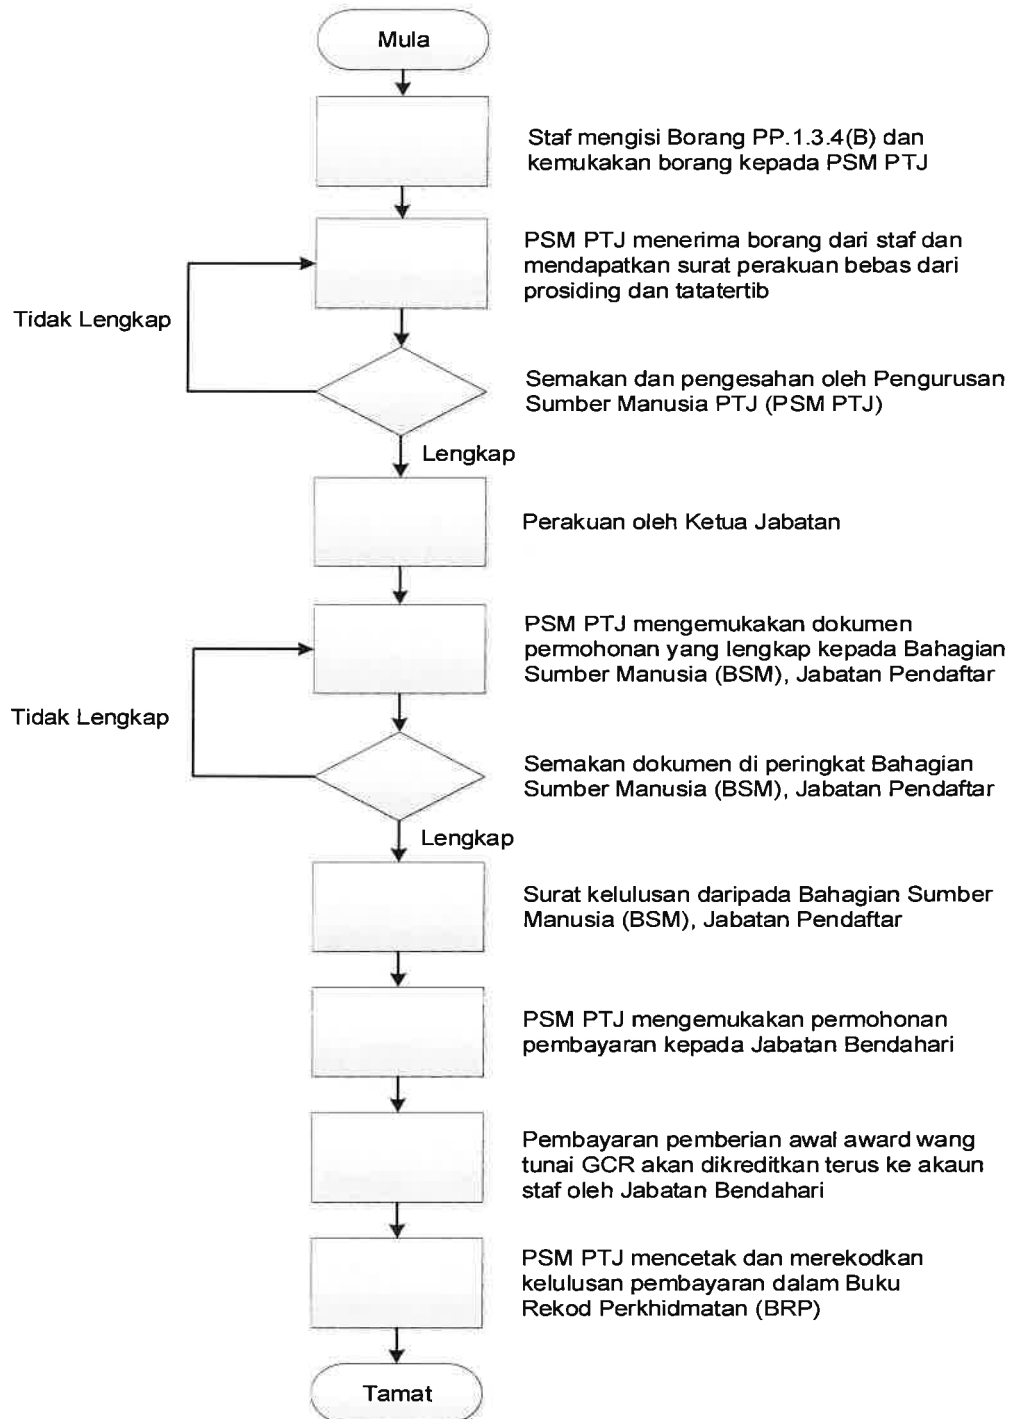 Mula
Staf mengisi Borang PP.1.3.4(B) dan
kemukakan borang kepada PSM PTJ
PSM PTJ menerima borang dari staf dan
mendapatkan surat perakuan bebas dari
prosiding dan tatatertib
Tidak Lengkap
Semakan dan pengesahan oleh Pengurusan
Sumber Manusia PTJ (PSM PTJ)
Lengkap
Perakuan oleh Ketua Jabatan
PSM PTJ mengemukakan dokumen
permohonan yang lengkap kepada Bahagian
Sumber Manusia (BSM), Jabatan Pendaftar
Tidak Lengkap
Semakan dokumen di peringkat Bahagian
Sumber Manusia (BSM), Jabatan Pendaftar
Lengkap
Surat kelulusan daripada Bahagian Sumber
Manusia (BSM), Jabatan Pendaftar
PSM PTJ mengemukakan permohonan
pembayaran kepada Jabatan Bendahari
Pembayaran pemberian awal award wang
tunai GCR akan dikreditkan terus ke akaun
staf oleh Jabatan Bendahari
PSM PTJ mencetak dan merekodkan
kelulusan pembayaran dalam Buku
Rekod Perkhidmatan (BRP)
Tamat